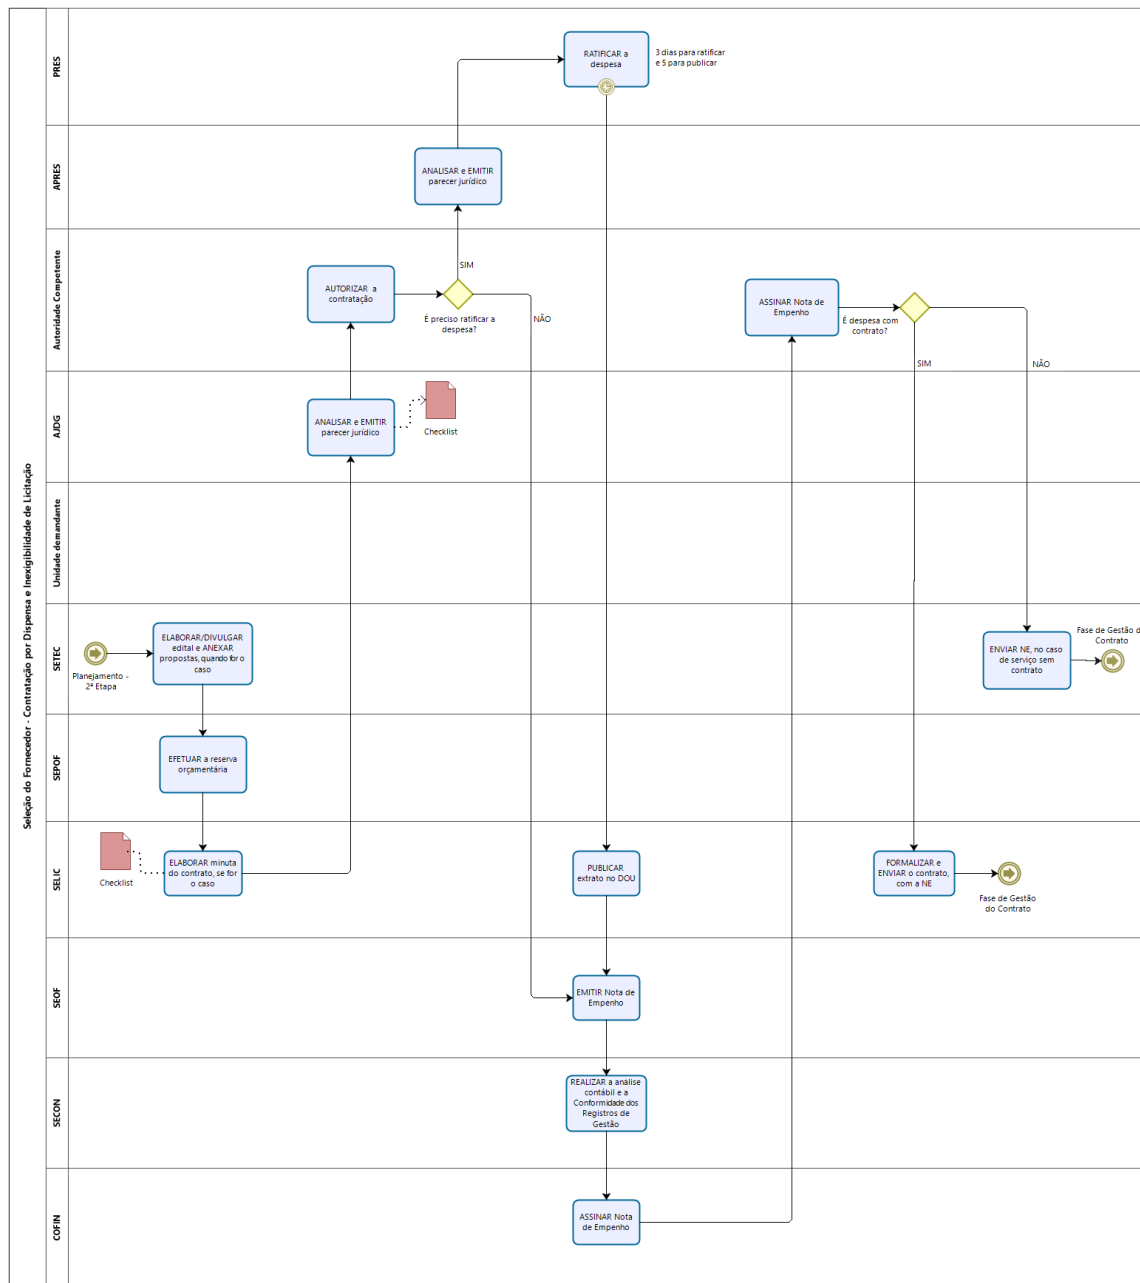 Seleção do Fornecedor - Contratação por Dispensa e Inexigibilidade de Licitação
PRES
RATIFICAR a
despesa
3 dias para ratificar
e 5 para publicar
APRES
ANALISAR e EMITIR
parecer jurídico
Autoridade Competente
AUTORIZAR a
contratação
SIM
É preciso ratificar a
despesa?
NÃO
ASSINAR Nota de
Empenho
É despesa com
contrato?
SIM
NÃO
AJDG
ANALISAR e EMITIR
parecer jurídico
Checklist
Unidade demandante
SETEC
Planejamento -
2ª Etapa
ELABORAR/DIVULGAR
edital e ANEXAR
propostas, quando for o
caso
ENVIAR NE, no caso
de serviço sem
contrato
Fase de Gestão d
Contrato
SEPOF
EFETUAR a reserva
orçamentária
SELIC
Checklist
ELABORAR minuta
do contrato, se for
o caso
PUBLICAR
extrato no DOU
FORMALIZAR e
ENVIAR o contrato,
com a NE
Fase de Gestão
do Contrato
SEOF
EMITIR Nota de
Empenho
SECON
REALIZAR a análise
contábil e a
Conformidade dos
Registros de
Gestão
COFIN
ASSINAR Nota
de Empenho